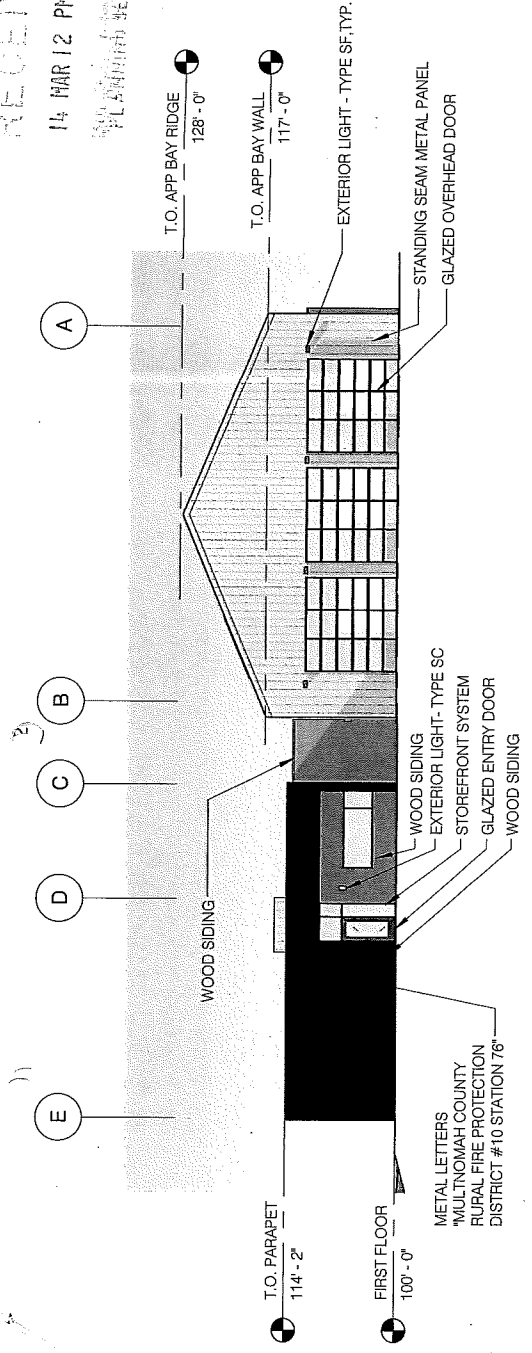 14 MAR 12 PM
A
B
C
D
E
T.O. APP BAY RIDGE
128' - 0"
T.O. APP BAY WALL
117' - 0"
EXTERIOR LIGHT - TYPE SF,TYP.
STANDING SEAM METAL PANEL
GLAZED OVERHEAD DOOR
WOOD SIDING
WOOD SIDING
EXTERIOR LIGHT- TYPE SC
STOREFRONT SYSTEM
GLAZED ENTRY DOOR
WOOD SIDING
METAL LETTERS
"MULTNOMAH COUNTY
RURAL FIRE PROTECTION
DISTRICT #10 STATION 76"
T.O. PARAPET
114' - 2"
FIRST FLOOR
100' - 0"